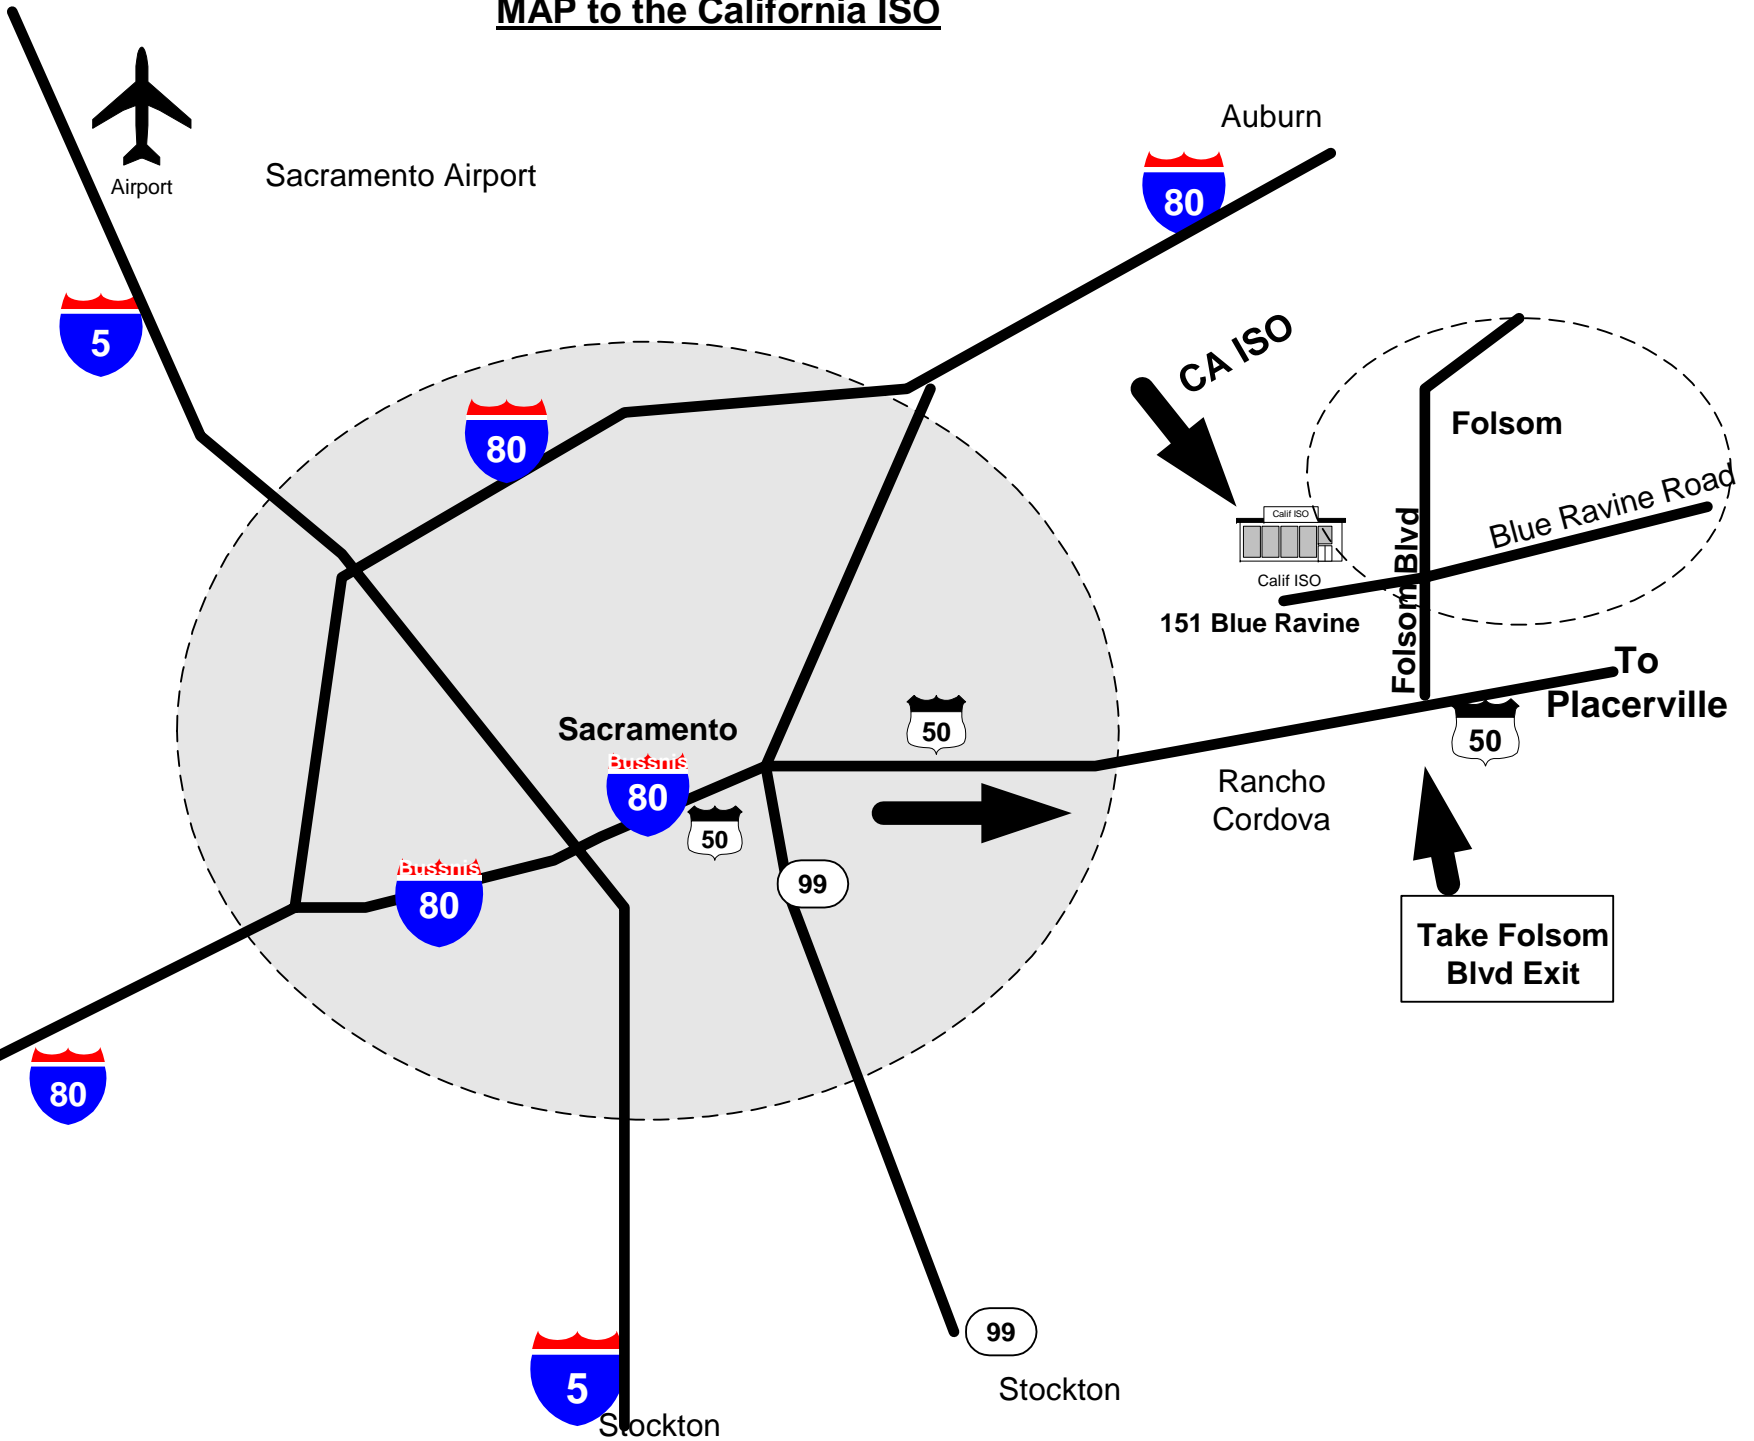 MAP to the California ISO
Airport
Sacramento Airport
Auburn
80
5
CA ISO
80
Folsom
Blue Ravine Road
Calif ISO
Folsom Blvd
Calif ISO
151 Blue Ravine
To
Placerville
Sacramento
50
50
Bussnis
80
50
Rancho
Cordova
Bussnis
80
99
Take Folsom
Blvd Exit
80
99
5
Stockton
Stockton